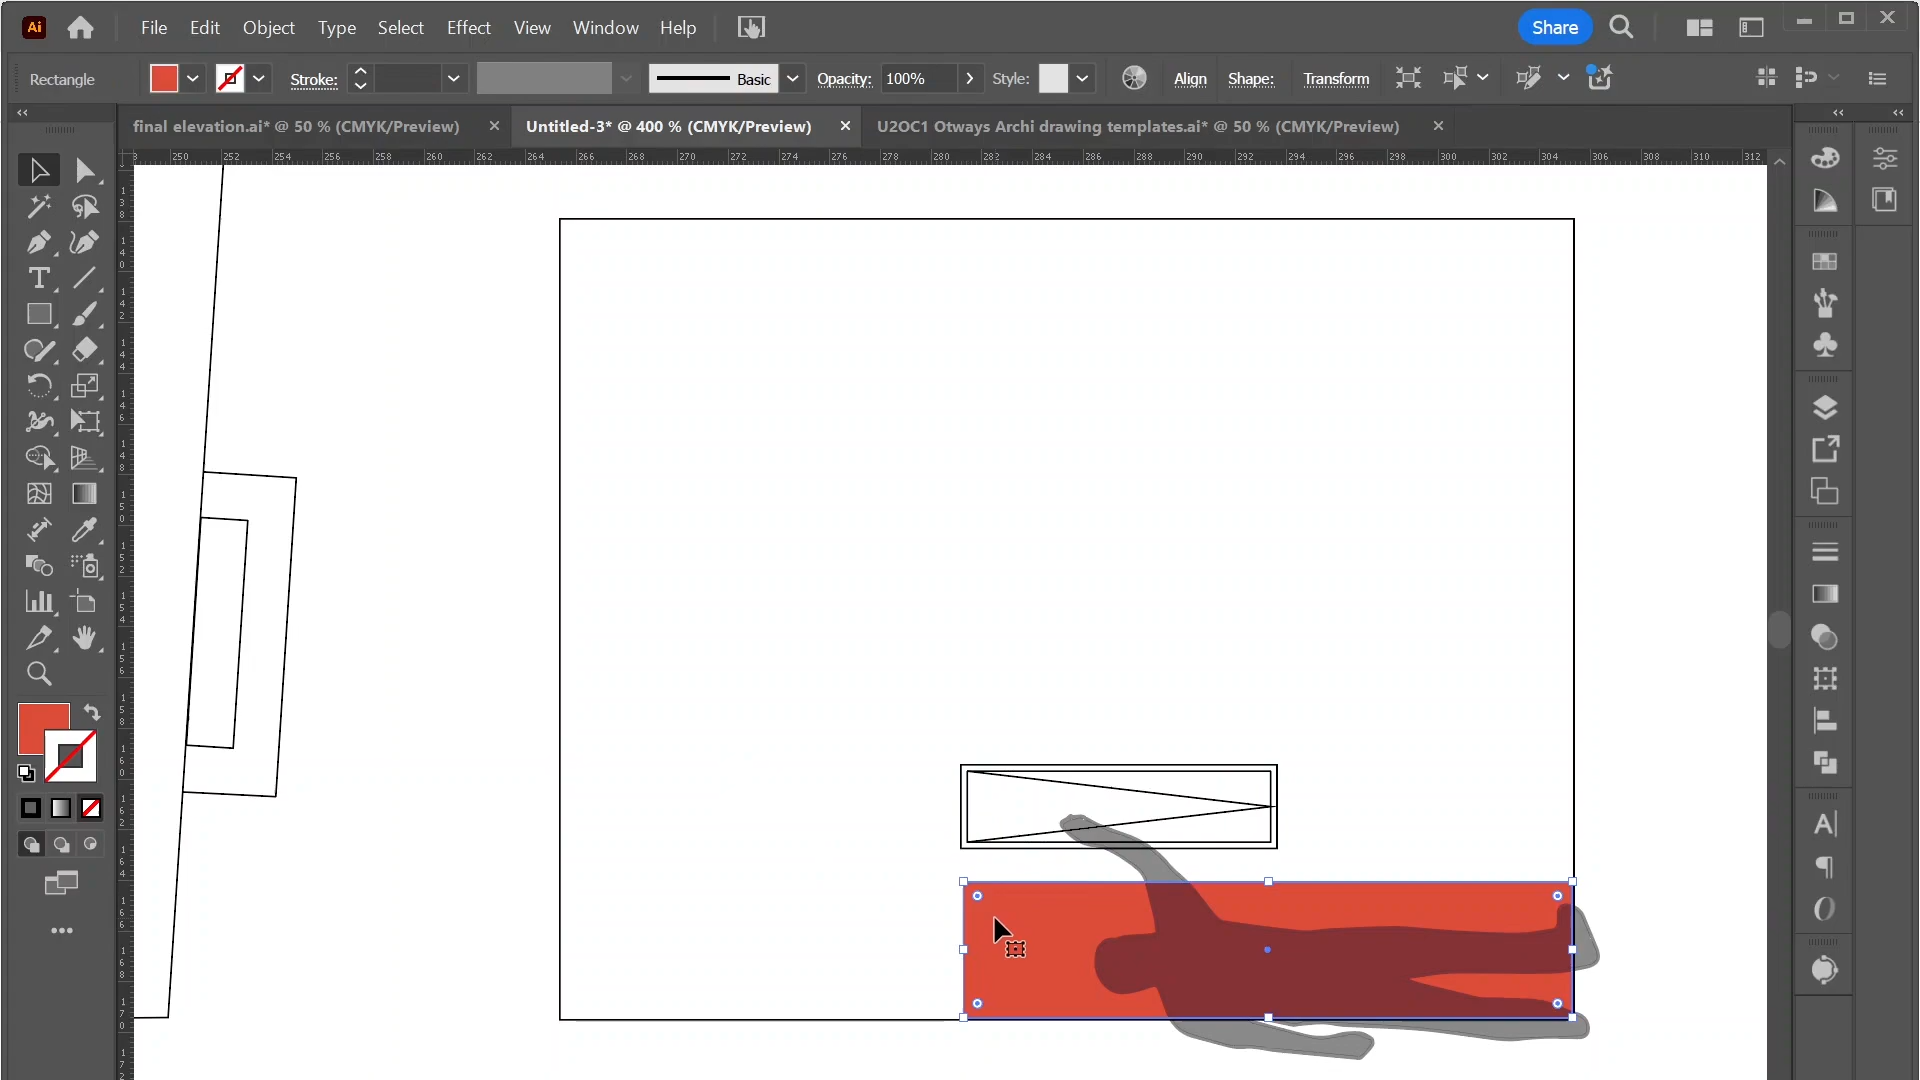 Ai File Edit Object Type Select Effect View Window Help Share
Rectangle Stroke: Basic Opacity: 100% Style: Align Shape: Transform
final elevation.ai* @ 50 % (CMYK/Preview) Untitled-3* @ 400 % (CMYK/Preview) U2OC1 Otways Archi drawing templates.ai* @ 50 % (CMYK/Preview)
250 252 254 256 258 260 262 264 266 268 270 272 274 276 278 280 282 284 286 288 290 292 294 296 298 300 302 304 306 308 310 312